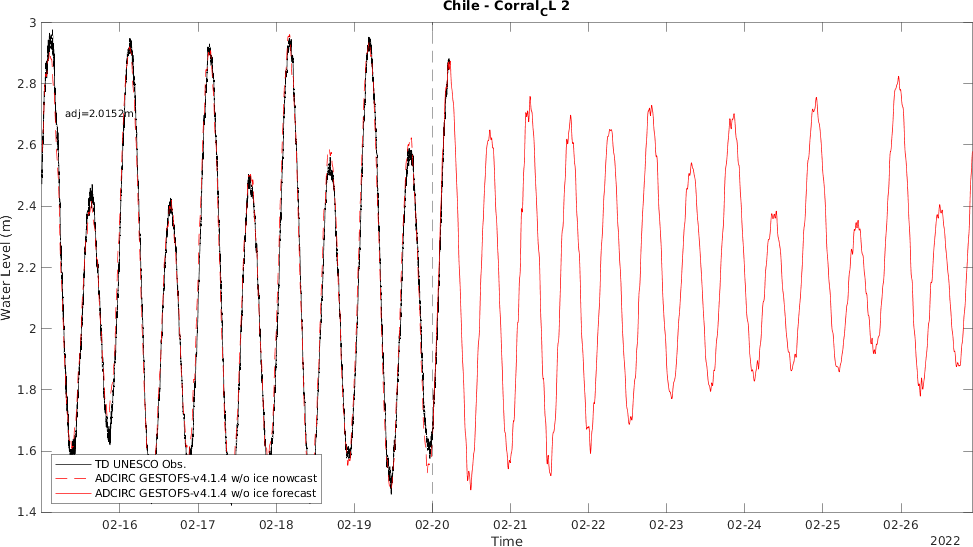 Chile - Corral_CL 2
adj=2.0152m
Water Level (m)
3
2.8
2.6
2.4
2.2
2
1.8
1.6
1.4
TD UNESCO Obs.
ADCIRC GESTOFS-v4.1.4 w/o ice nowcast
ADCIRC GESTOFS-v4.1.4 w/o ice forecast
02-16 02-17 02-18 02-19 02-20 02-21 02-22 02-23 02-24 02-25 02-26
Time
2022